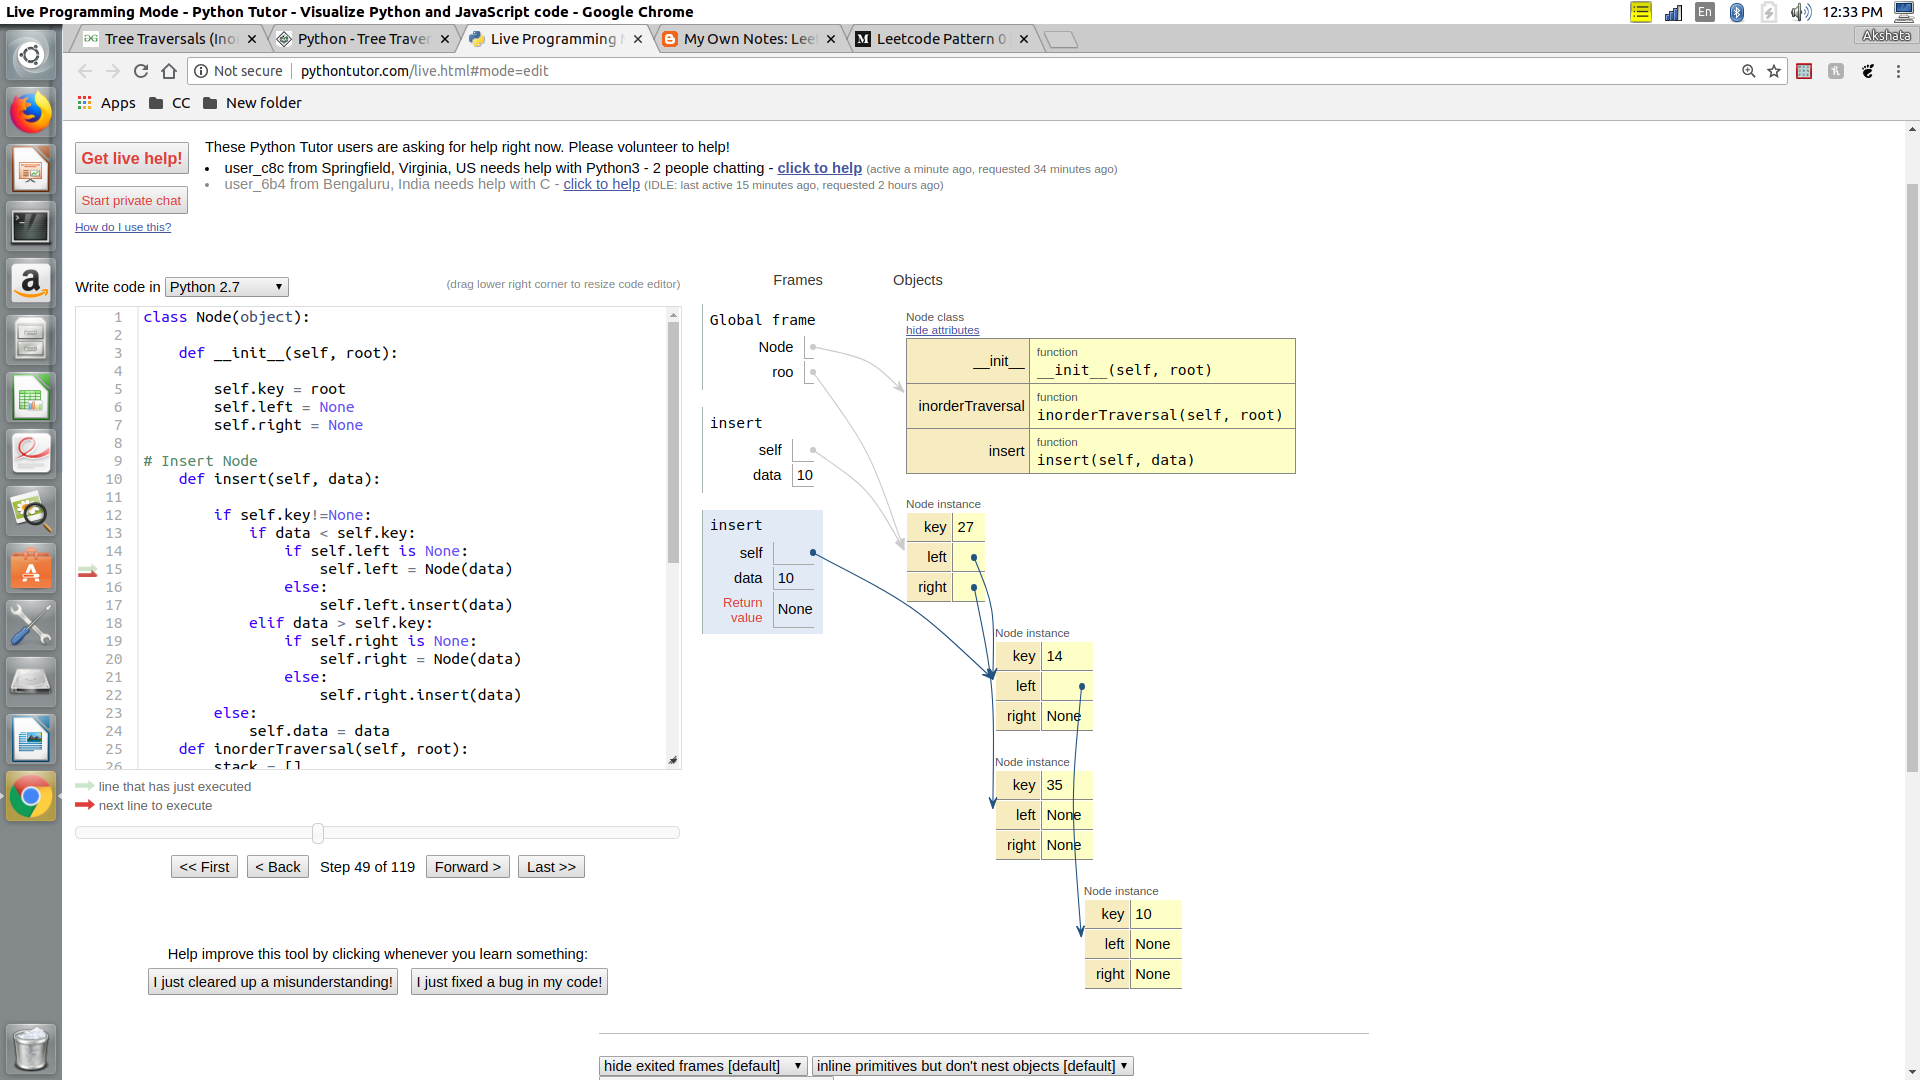 Live Programming Mode - Python Tutor - Visualize Python and JavaScript code - Google Chrome
En
12:33 PM
Akshata
Tree Traversals (Ino
Python - Tree Traver
Live Programming
My Own Notes: Lee
Leetcode Pattern 0
Not secure
pythontutor.com/live.html#mode=edit
Apps
CC
New folder
Get live help!
Start private chat
How do I use this?
These Python Tutor users are asking for help right now. Please volunteer to help!
• user_c8c from Springfield, Virginia, US needs help with Python3 - 2 people chatting - click to help (active a minute ago, requested 34 minutes ago)
• user_6b4 from Bengaluru, India needs help with C - click to help (IDLE: last active 15 minutes ago, requested 2 hours ago)
Write code in Python 2.7
(drag lower right corner to resize code editor)
1 class Node(object):
2
3     def __init__(self, root):
4
5         self.key = root
6         self.left = None
7         self.right = None
8
9 # Insert Node
10     def insert(self, data):
11
12         if self.key!=None:
13             if data < self.key:
14                 if self.left is None:
15                     self.left = Node(data)
16                 else:
17                     self.left.insert(data)
18             elif data > self.key:
19                 if self.right is None:
20                     self.right = Node(data)
21                 else:
22                     self.right.insert(data)
23         else:
24             self.data = data
25     def inorderTraversal(self, root):
26         stack = []
line that has just executed
next line to execute
<< First
< Back
Step 49 of 119
Forward >
Last >>
Help improve this tool by clicking whenever you learn something:
I just cleared up a misunderstanding!
I just fixed a bug in my code!
Frames
Objects
Global frame
Node
roo
insert
self
data 10
insert
self
data 10
Return value None
Node class
hide attributes
__init__ function __init__(self, root)
inorderTraversal function inorderTraversal(self, root)
insert function insert(self, data)
Node instance
key 27
left
right
Node instance
key 14
left
right None
Node instance
key 35
left None
right None
Node instance
key 10
left None
right None
hide exited frames [default]
inline primitives but don't nest objects [default]